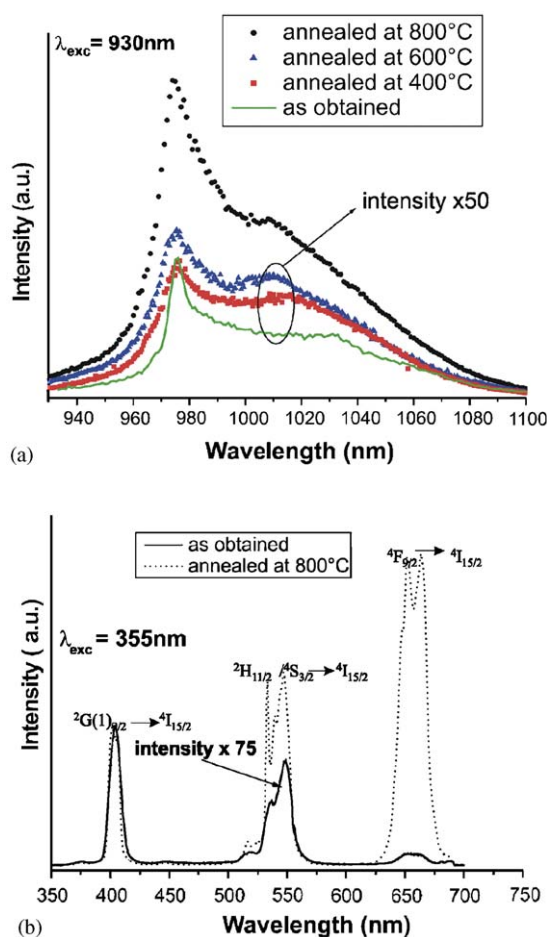 λexc= 930nm
annealed at 800°C
annealed at 600°C
annealed at 400°C
as obtained
intensity x50
Intensity (a.u.)
940 960 980 1000 1020 1040 1060 1080 1100
Wavelength (nm)
(a)
as obtained
annealed at 800°C
⁴F₉/₂ → ⁴I₁₅/₂
λexc = 355nm
²H₁₁/₂ /⁴S₃/₂ → ⁴I₁₅/₂
²G(1)₉/₂ → ⁴I₁₅/₂
intensity x 75
Intensity ( a.u.)
350 400 450 500 550 600 650 700 750
Wavelength (nm)
(b)